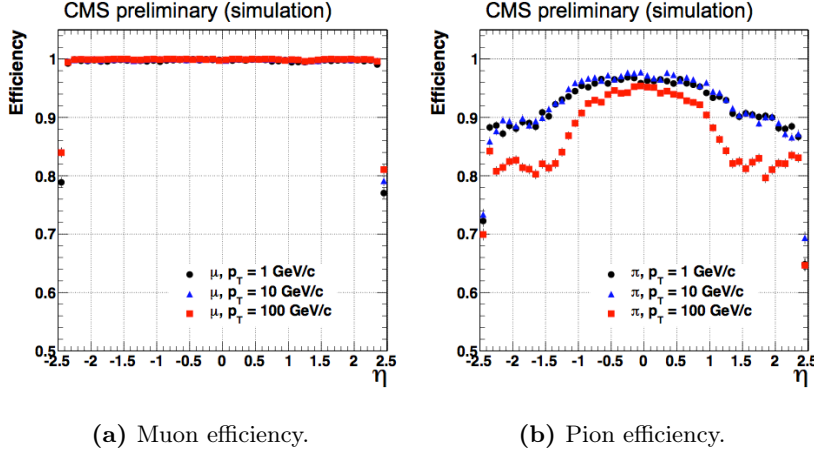 CMS preliminary (simulation)
Efficiency
1
0.9
0.8
0.7
0.6
0.5
μ, pT = 1 GeV/c
μ, pT = 10 GeV/c
μ, pT = 100 GeV/c
-2.5 -2 -1.5 -1 -0.5 0 0.5 1 1.5 2 2.5
η
(a) Muon efficiency.
CMS preliminary (simulation)
Efficiency
1
0.9
0.8
0.7
0.6
0.5
π, pT = 1 GeV/c
π, pT = 10 GeV/c
π, pT = 100 GeV/c
-2.5 -2 -1.5 -1 -0.5 0 0.5 1 1.5 2 2.5
η
(b) Pion efficiency.